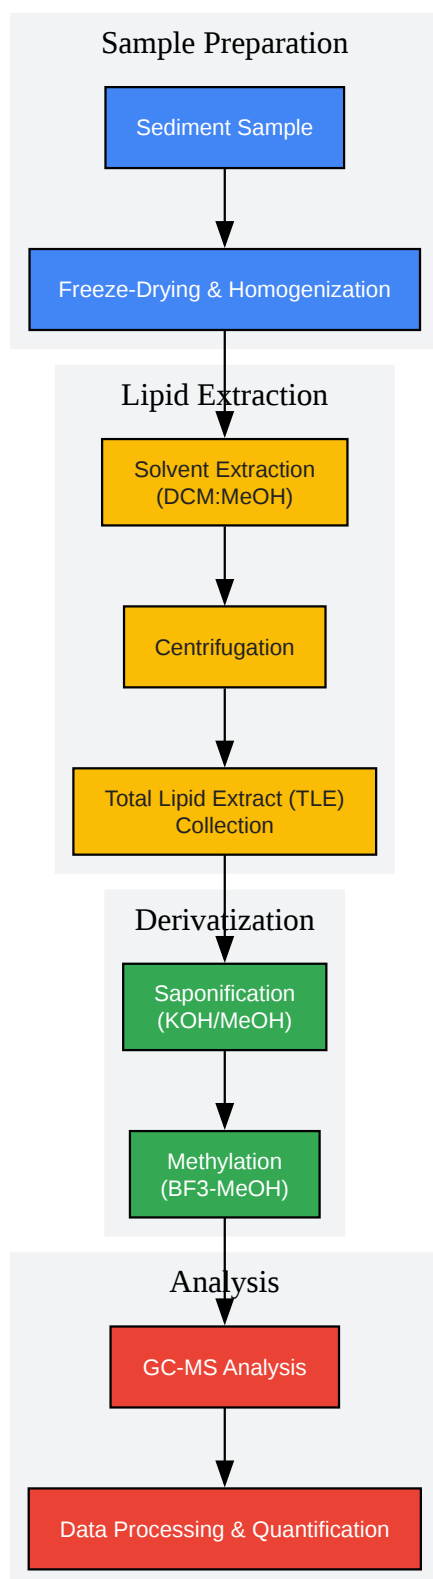 Sample Preparation
Sediment Sample
Freeze-Drying & Homogenization
Lipid Extraction
Solvent Extraction
(DCM:MeOH)
Centrifugation
Total Lipid Extract (TLE)
Collection
Derivatization
Saponification
(KOH/MeOH)
Methylation
(BF3-MeOH)
Analysis
GC-MS Analysis
Data Processing & Quantification